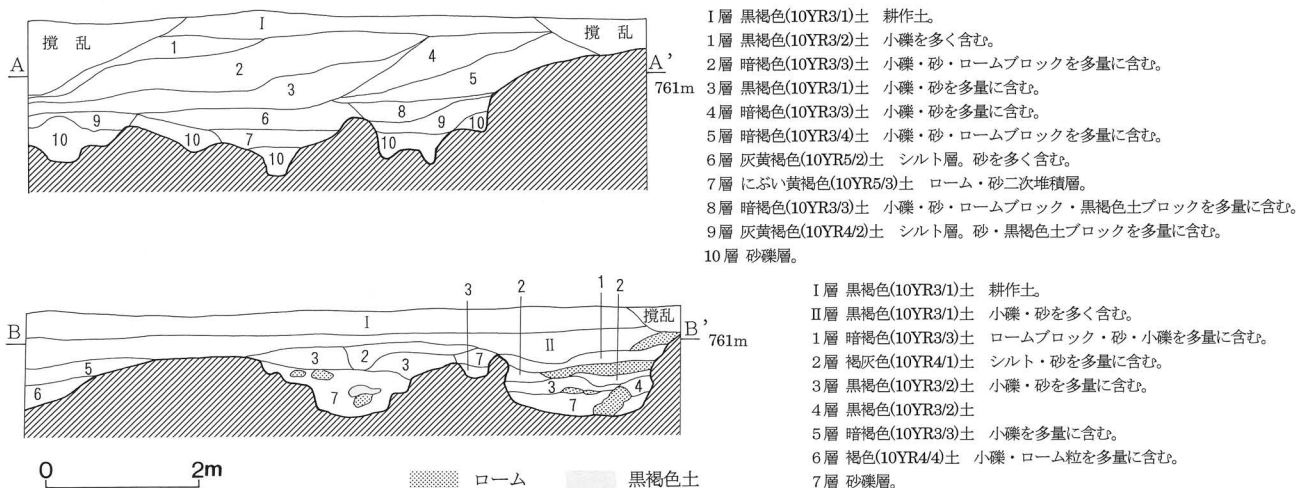 I
攪 乱
攪 乱
1
2
3
4
5
A
A'
761m
6
7
8
9
9
10
10
10
10
10
I層 黒褐色(10YR3/1)土 耕作土。
1層 黒褐色(10YR3/2)土 小礫を多く含む。
2層 暗褐色(10YR3/3)土 小礫・砂・ロームブロックを多量に含む。
3層 黒褐色(10YR3/1)土 小礫・砂を多量に含む。
4層 暗褐色(10YR3/3)土 小礫・砂を多量に含む。
5層 暗褐色(10YR3/4)土 小礫・砂・ロームブロックを多量に含む。
6層 灰黄褐色(10YR5/2)土 シルト層。砂を多く含む。
7層 にぶい黄褐色(10YR5/3)土 ローム・砂二次堆積層。
8層 暗褐色(10YR3/3)土 小礫・砂・ロームブロック・黒褐色土ブロックを多量に含む。
9層 灰黄褐色(10YR4/2)土 シルト層。砂・黒褐色土ブロックを多量に含む。
10層 砂礫層。
3
2
1
2
攪乱
I
II
B
B'
761m
5
6
3
2
3
7
7
3
4
7
I層 黒褐色(10YR3/1)土 耕作土。
II層 黒褐色(10YR3/1)土 小礫・砂を多く含む。
1層 暗褐色(10YR3/3)土 ロームブロック・砂・小礫を多量に含む。
2層 褐灰色(10YR4/1)土 シルト・砂を多量に含む。
3層 黒褐色(10YR3/2)土 小礫・砂を多量に含む。
4層 黒褐色(10YR3/2)土
5層 暗褐色(10YR3/3)土 小礫を多量に含む。
6層 褐色(10YR4/4)土 小礫・ローム粒を多量に含む。
7層 砂礫層。
0
2m
ローム
黒褐色土